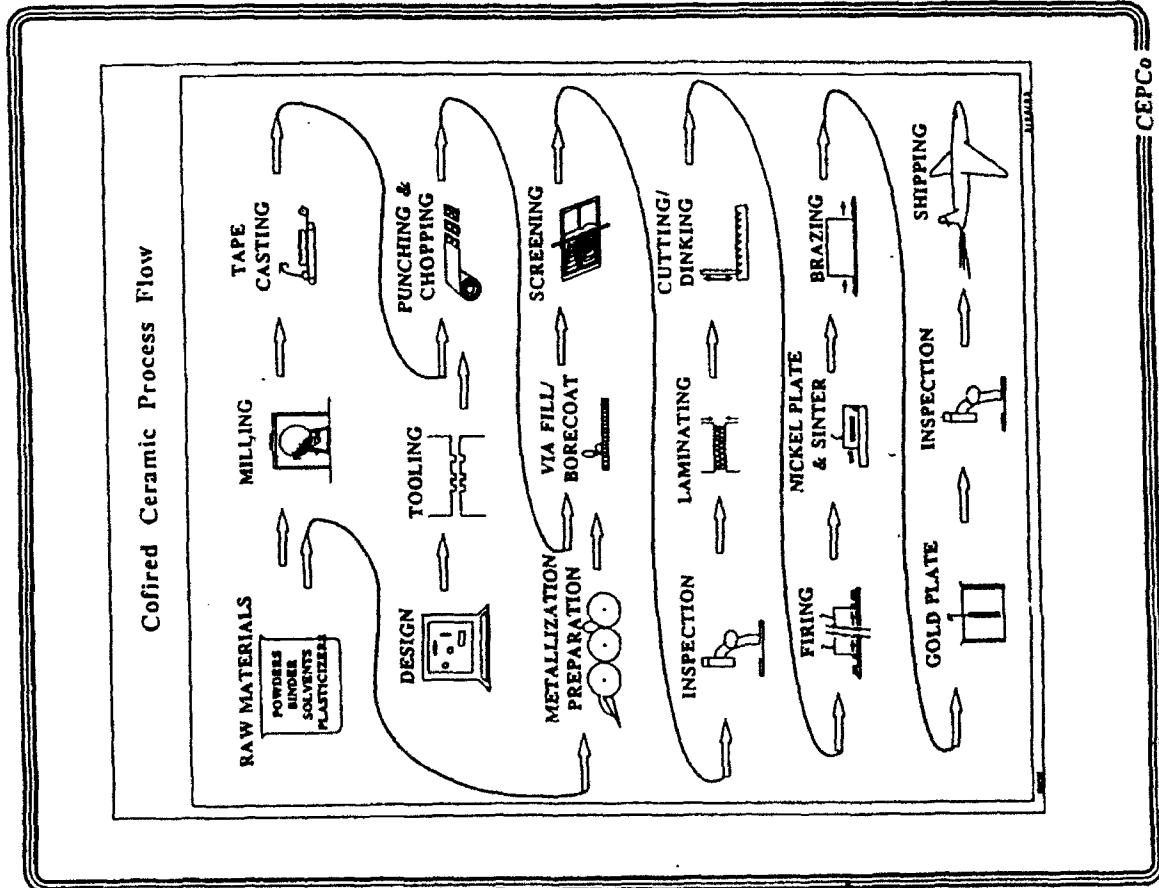 Cofired Ceramic Process Flow
RAW MATERIALS
POWDERS
BINDER
SOLVENTS
PLASTICIZER
MILLING
TAPE
CASTING
DESIGN
TOOLING
PUNCHING &
CHOPPING
METALLIZATION
PREPARATION
VIA FILL/
BORECOAT
SCREENING
INSPECTION
LAMINATING
CUTTING/
DINKING
FIRING
NICKEL PLATE
& SINTER
BRAZING
GOLD PLATE
INSPECTION
SHIPPING
CEPCo